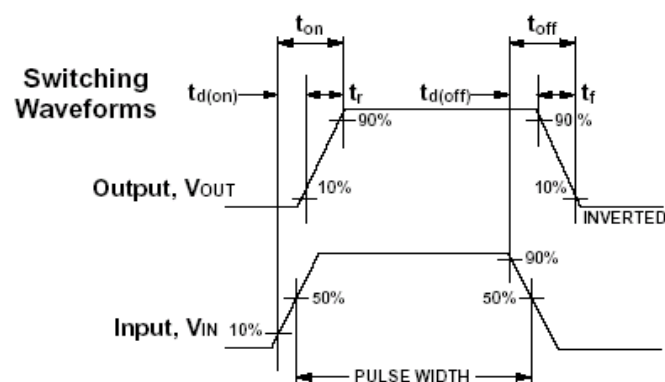 ton
toff
Switching
Waveforms
td(on)
tr
td(off)
tf
90%
90%
Output, VOUT
10%
10%
INVERTED
90%
50%
50%
Input, VIN
10%
PULSE WIDTH